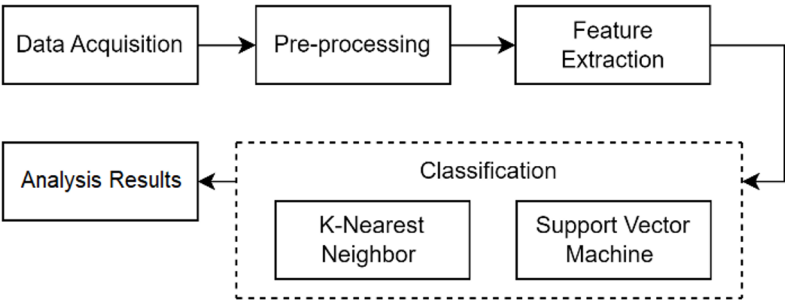 Data Acquisition
Pre-processing
Feature
Extraction
Analysis Results
Classification
K-Nearest
Neighbor
Support Vector
Machine